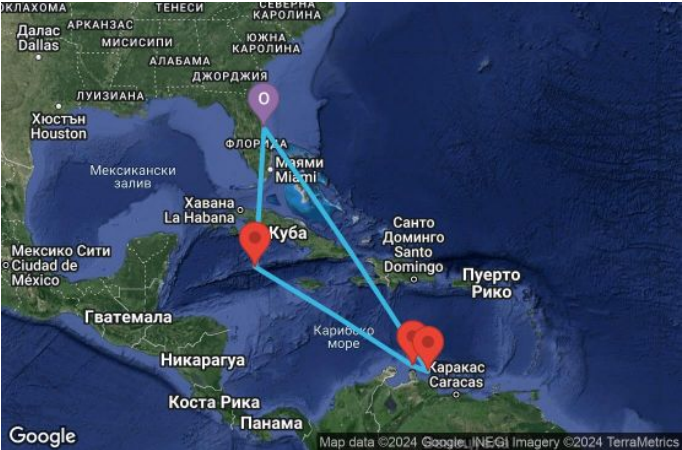 ОКЛАХОМА
ТЕНЕСИ
СЕВЕРНА
КАРОЛИНА
Далас
Dallas
АРКАНЗАС
МИСИСИПИ
ЮЖНА
КАРОЛИНА
АЛАБАМА
ДЖОРДЖИЯ
ЛУИЗИАНА
O
Хюстън
Houston
ФЛОРИДА
Маями
Miami
Мексикански
залив
Хавана
La Habana
Куба
Санто
Доминго
Santo
Domingo
Мексико Сити
Ciudad de
México
Пуерто
Рико
Гватемала
Карибско
море
Никарагуа
Каракас
Caracas
Коста Рика
Панама
Google
Map data ©2024 Google, INEGI Imagery ©2024 TerraMetrics